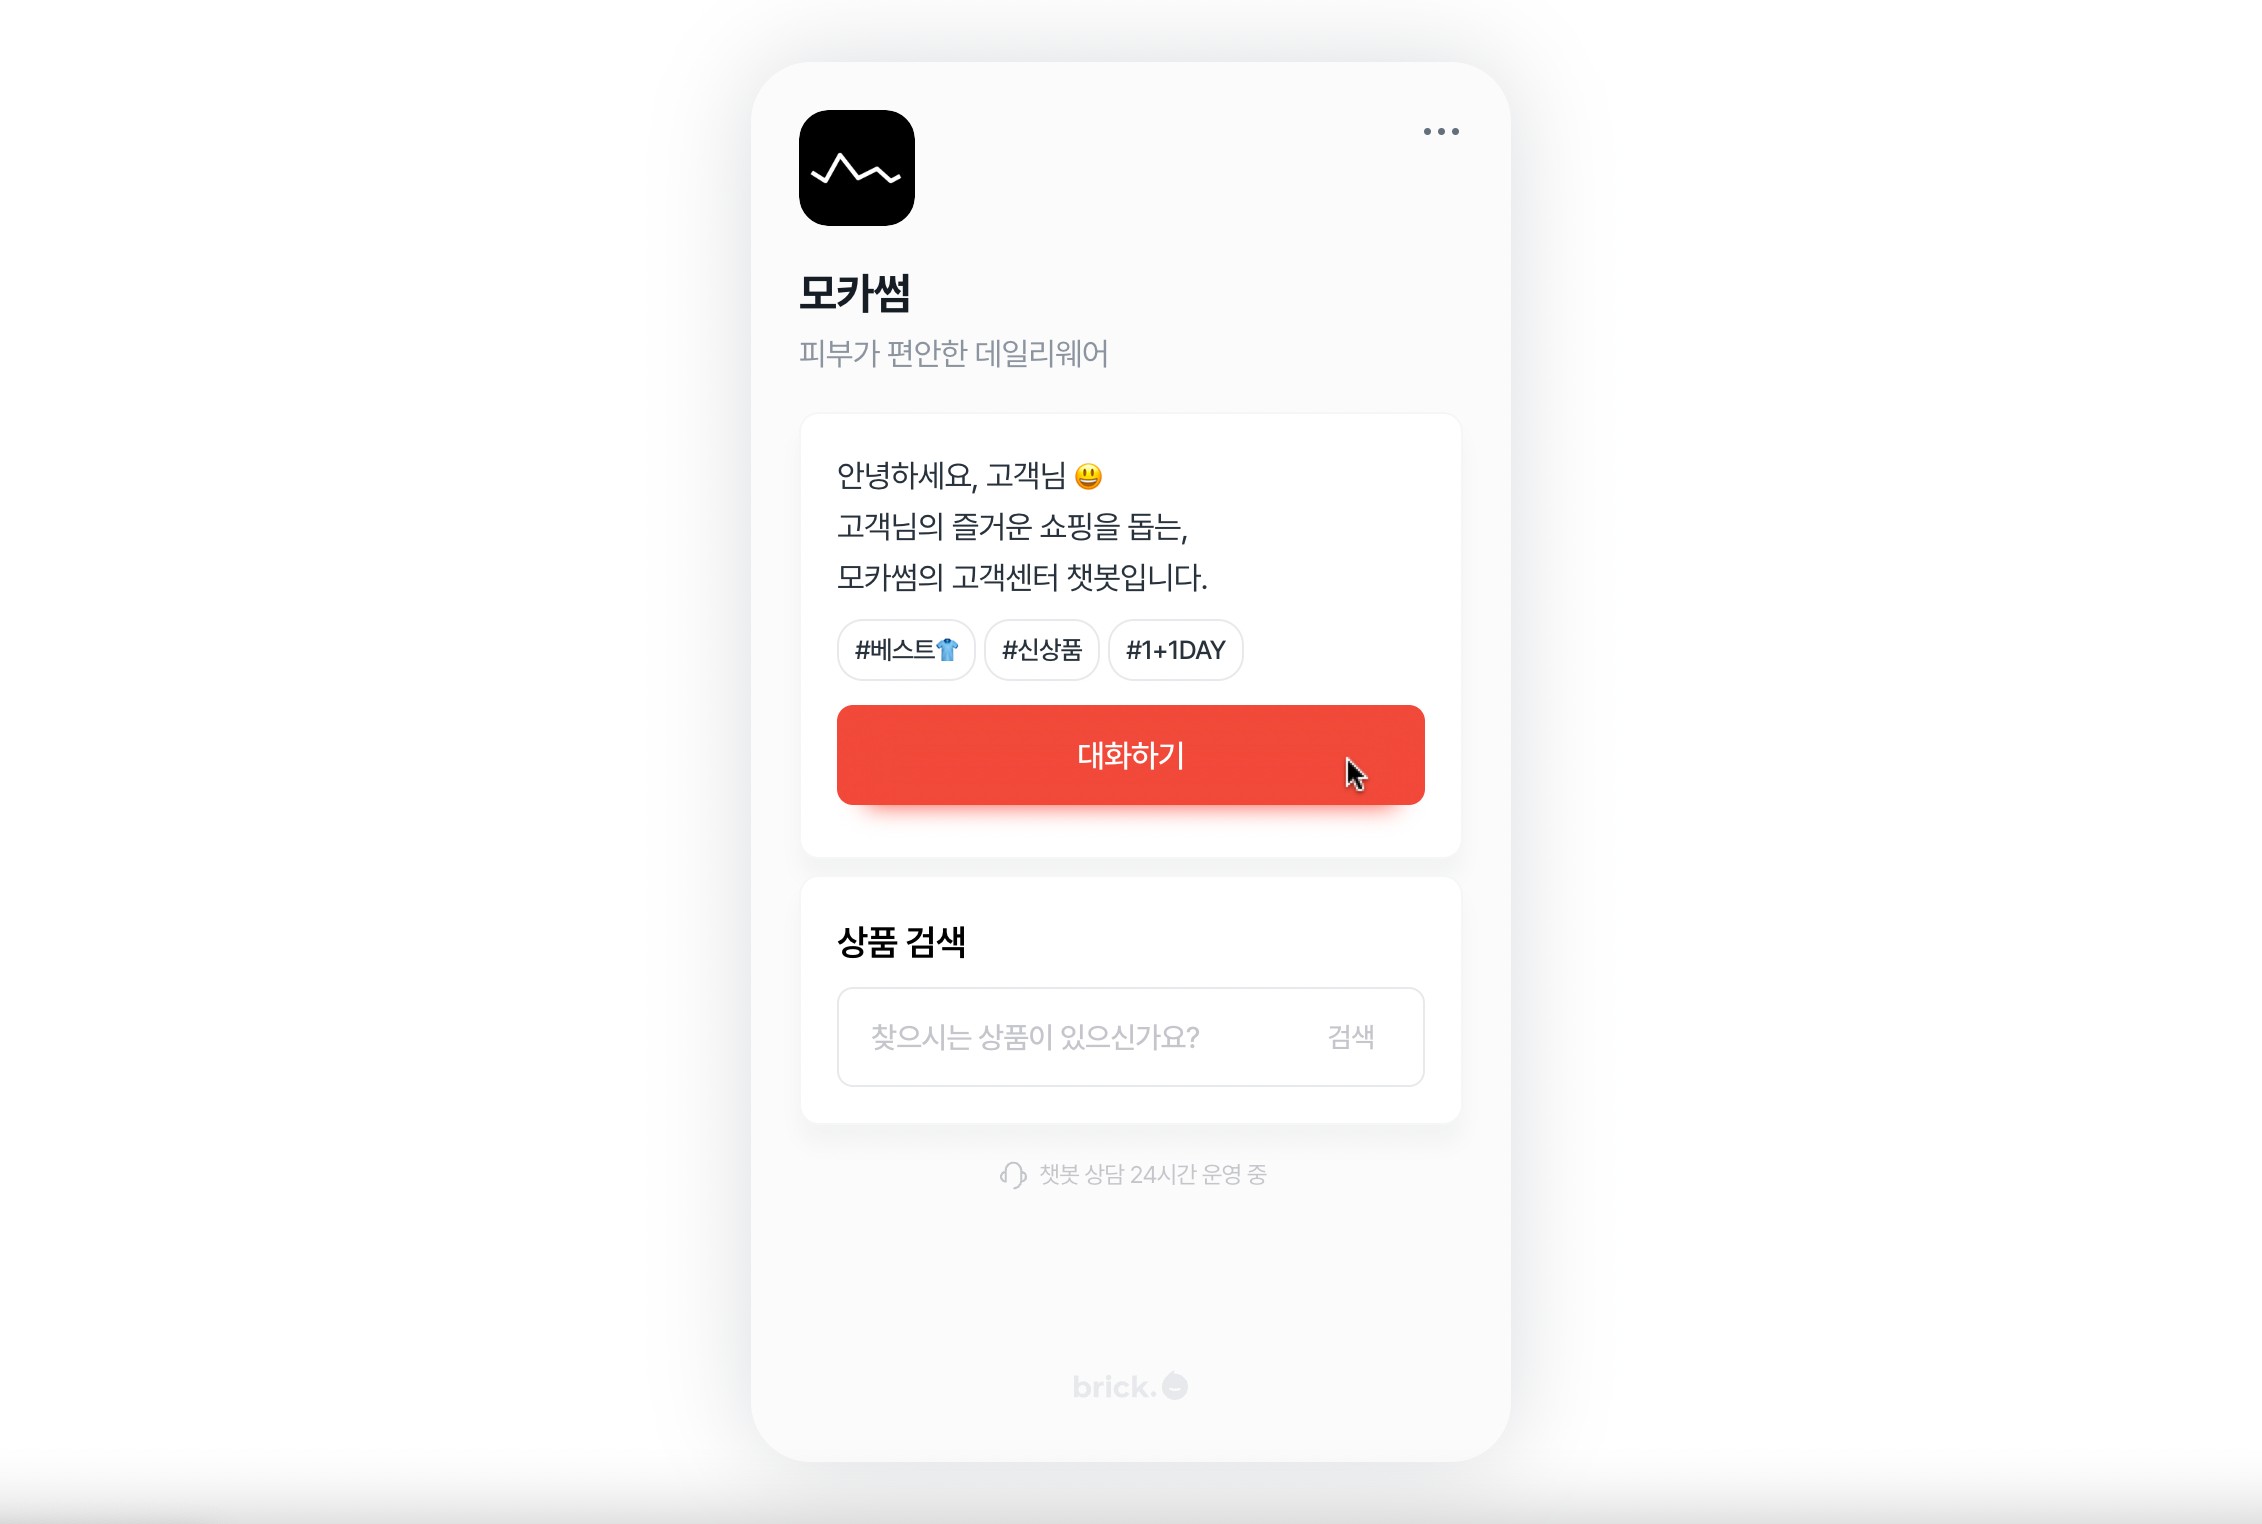 모카썸
피부가 편안한 데일리웨어
안녕하세요, 고객님 😃
고객님의 즐거운 쇼핑을 돕는,
모카썸의 고객센터 챗봇입니다.
#베스트👕 #신상품 #1+1DAY
대화하기
상품 검색
찾으시는 상품이 있으신가요? 검색
챗봇 상담 24시간 운영 중
brick.